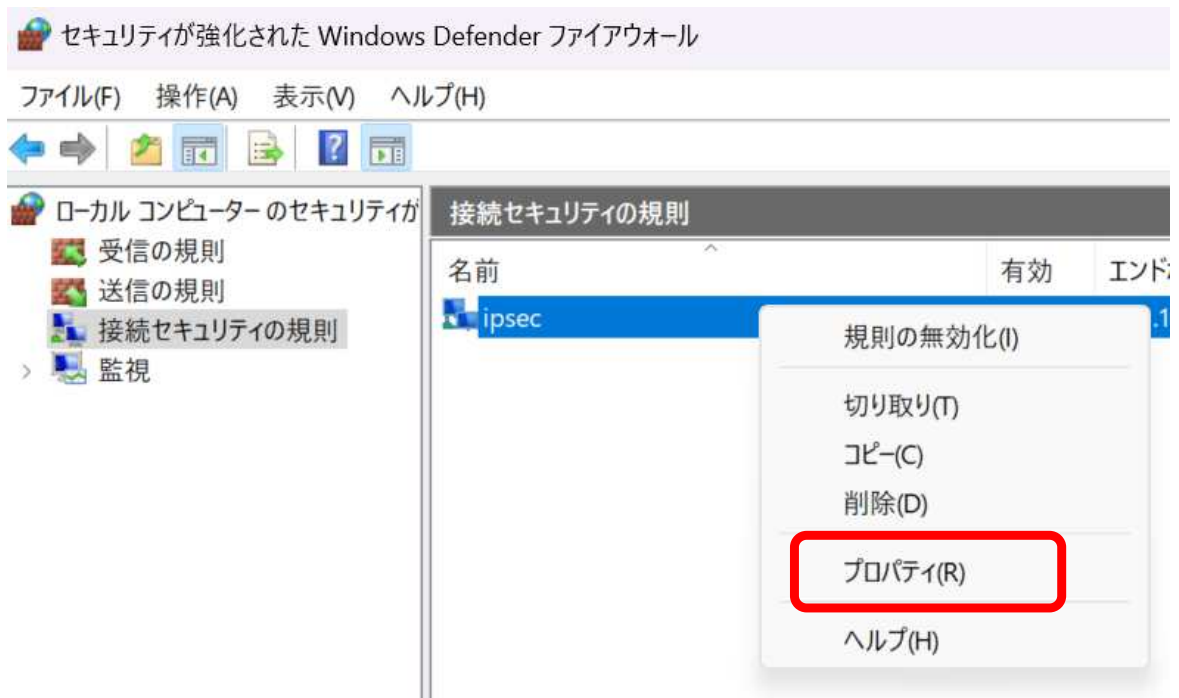 セキュリティが強化された Windows Defender ファイアウォール
ファイル(F) 操作(A) 表示(V) ヘルプ(H)
ローカル コンピューター のセキュリティが
受信の規則
送信の規則
接続セキュリティの規則
監視
接続セキュリティの規則
名前 有効 エンド
ipsec .1
規則の無効化(I)
切り取り(T)
コピー(C)
削除(D)
プロパティ(R)
ヘルプ(H)